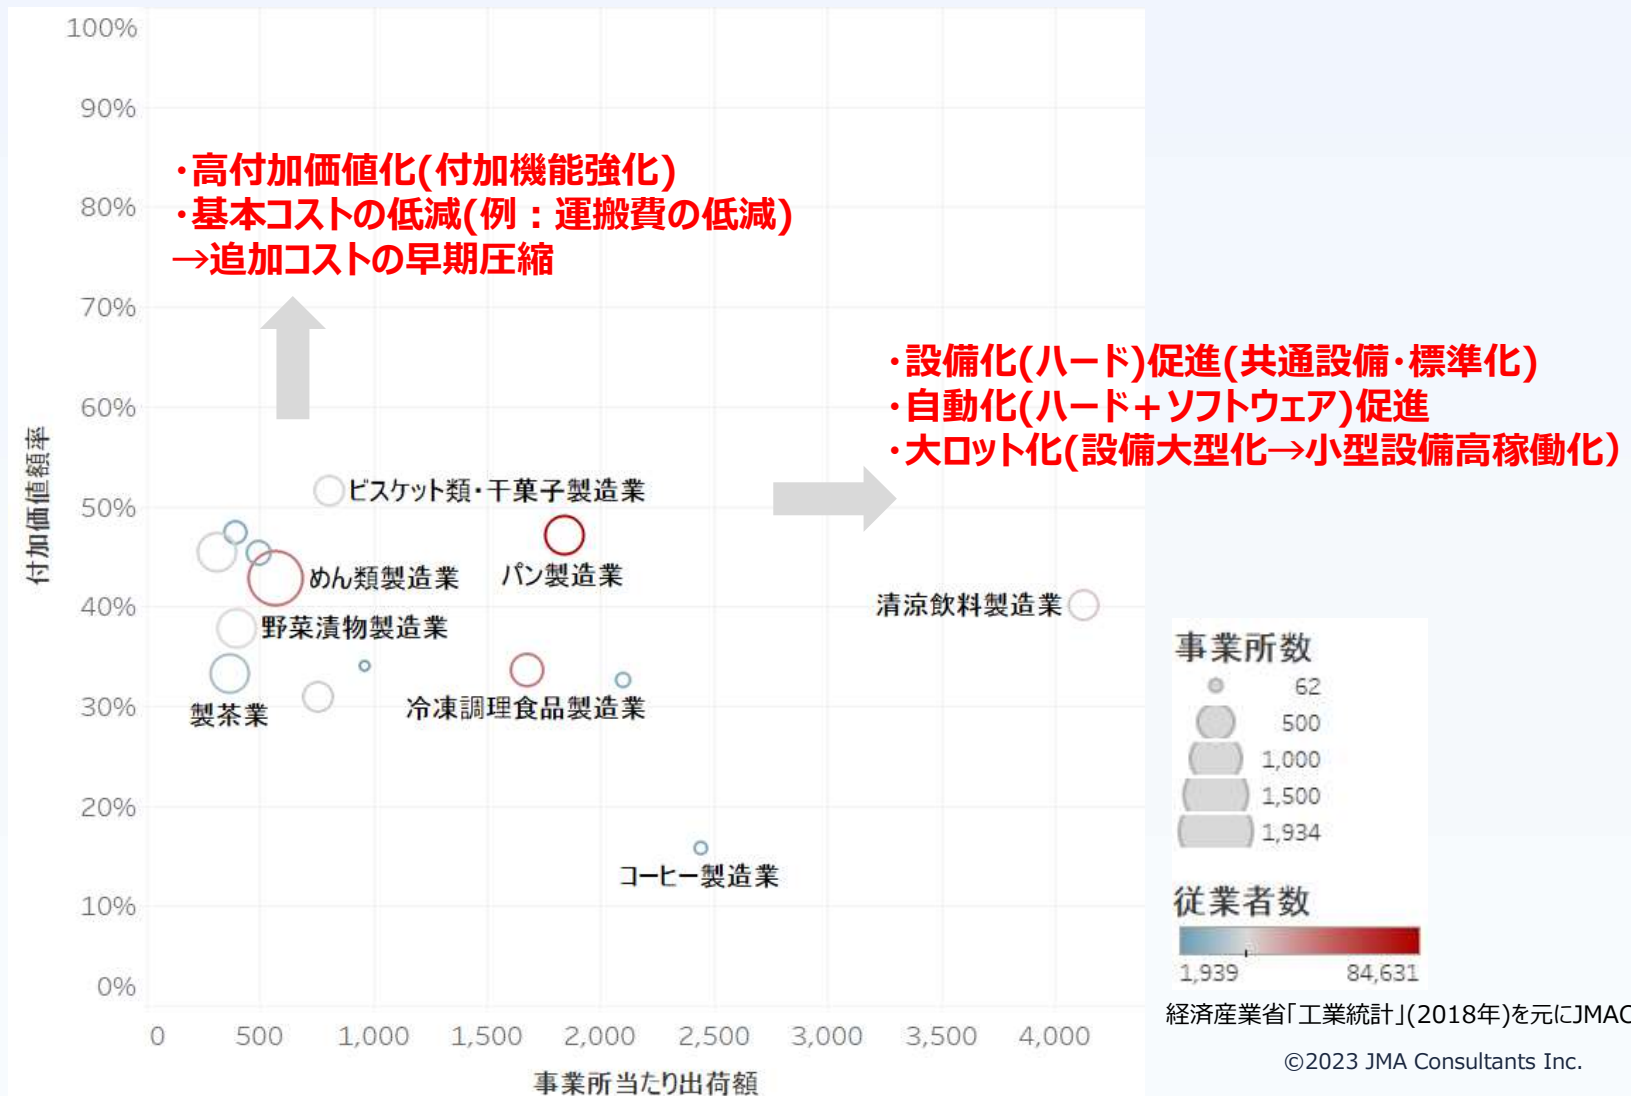 100%
90%
・高付加価値化(付加機能強化)
80%
・基本コストの低減(例：運搬費の低減)
→追加コストの早期圧縮
70%
・設備化(ハード)促進(共通設備・標準化)
60%
・自動化(ハード＋ソフトウェア)促進
・大ロット化(設備大型化→小型設備高稼働化)
付加価値額率
ビスケット類・干菓子製造業
50%
めん類製造業
パン製造業
40%
清涼飲料製造業
野菜漬物製造業
30%
製茶業
冷凍調理食品製造業
20%
コーヒー製造業
10%
0%
0
500
1,000
1,500
2,000
2,500
3,000
3,500
4,000
事業所当たり出荷額
事業所数
62
500
1,000
1,500
1,934
従業者数
1,939
84,631
経済産業省「工業統計」(2018年)を元にJMAC
©2023 JMA Consultants Inc.